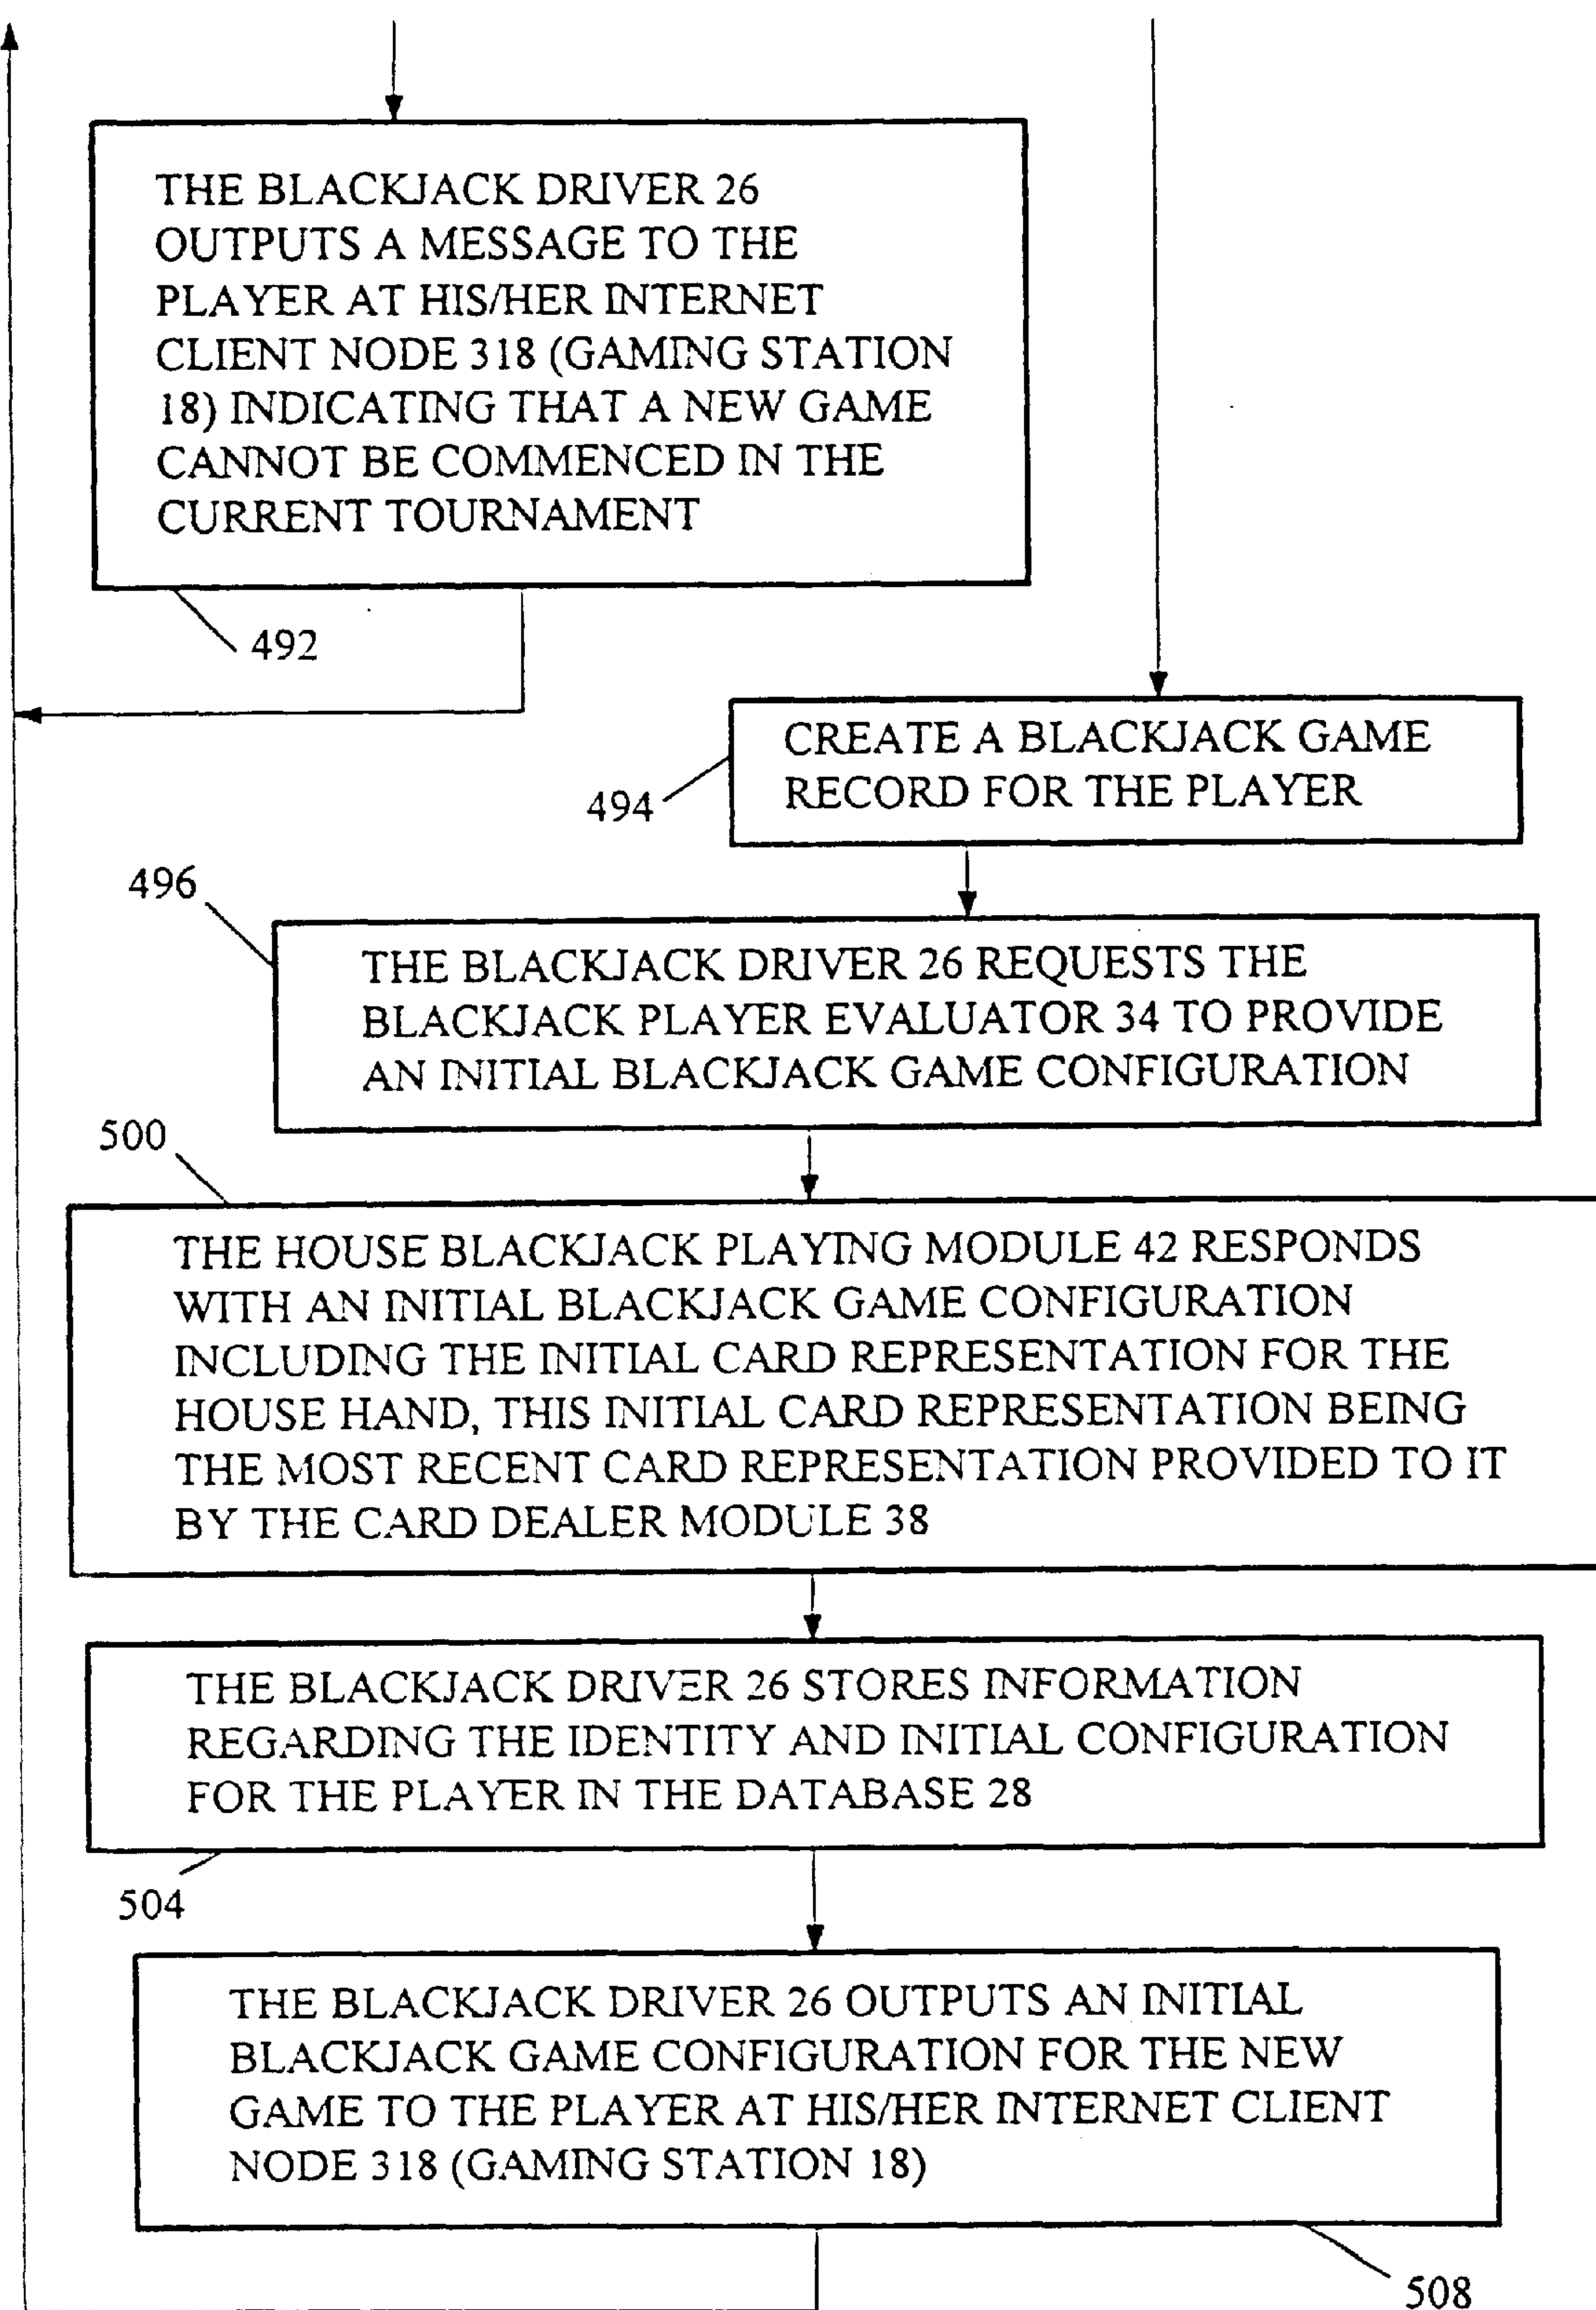 THE BLACKJACK DRIVER 26
OUTPUTS A MESSAGE TO THE
PLAYER AT HIS/HER INTERNET
CLIENT NODE 318 (GAMING STATION
18) INDICATING THAT A NEW GAME
CANNOT BE COMMENCED IN THE
CURRENT TOURNAMENT
492
CREATE A BLACKJACK GAME
RECORD FOR THE PLAYER
494
496
THE BLACKJACK DRIVER 26 REQUESTS THE
BLACKJACK PLAYER EVALUATOR 34 TO PROVIDE
AN INITIAL BLACKJACK GAME CONFIGURATION
500
THE HOUSE BLACKJACK PLAYING MODULE 42 RESPONDS
WITH AN INITIAL BLACKJACK GAME CONFIGURATION
INCLUDING THE INITIAL CARD REPRESENTATION FOR THE
HOUSE HAND, THIS INITIAL CARD REPRESENTATION BEING
THE MOST RECENT CARD REPRESENTATION PROVIDED TO IT
BY THE CARD DEALER MODULE 38
THE BLACKJACK DRIVER 26 STORES INFORMATION
REGARDING THE IDENTITY AND INITIAL CONFIGURATION
FOR THE PLAYER IN THE DATABASE 28
504
THE BLACKJACK DRIVER 26 OUTPUTS AN INITIAL
BLACKJACK GAME CONFIGURATION FOR THE NEW
GAME TO THE PLAYER AT HIS/HER INTERNET CLIENT
NODE 318 (GAMING STATION 18)
508